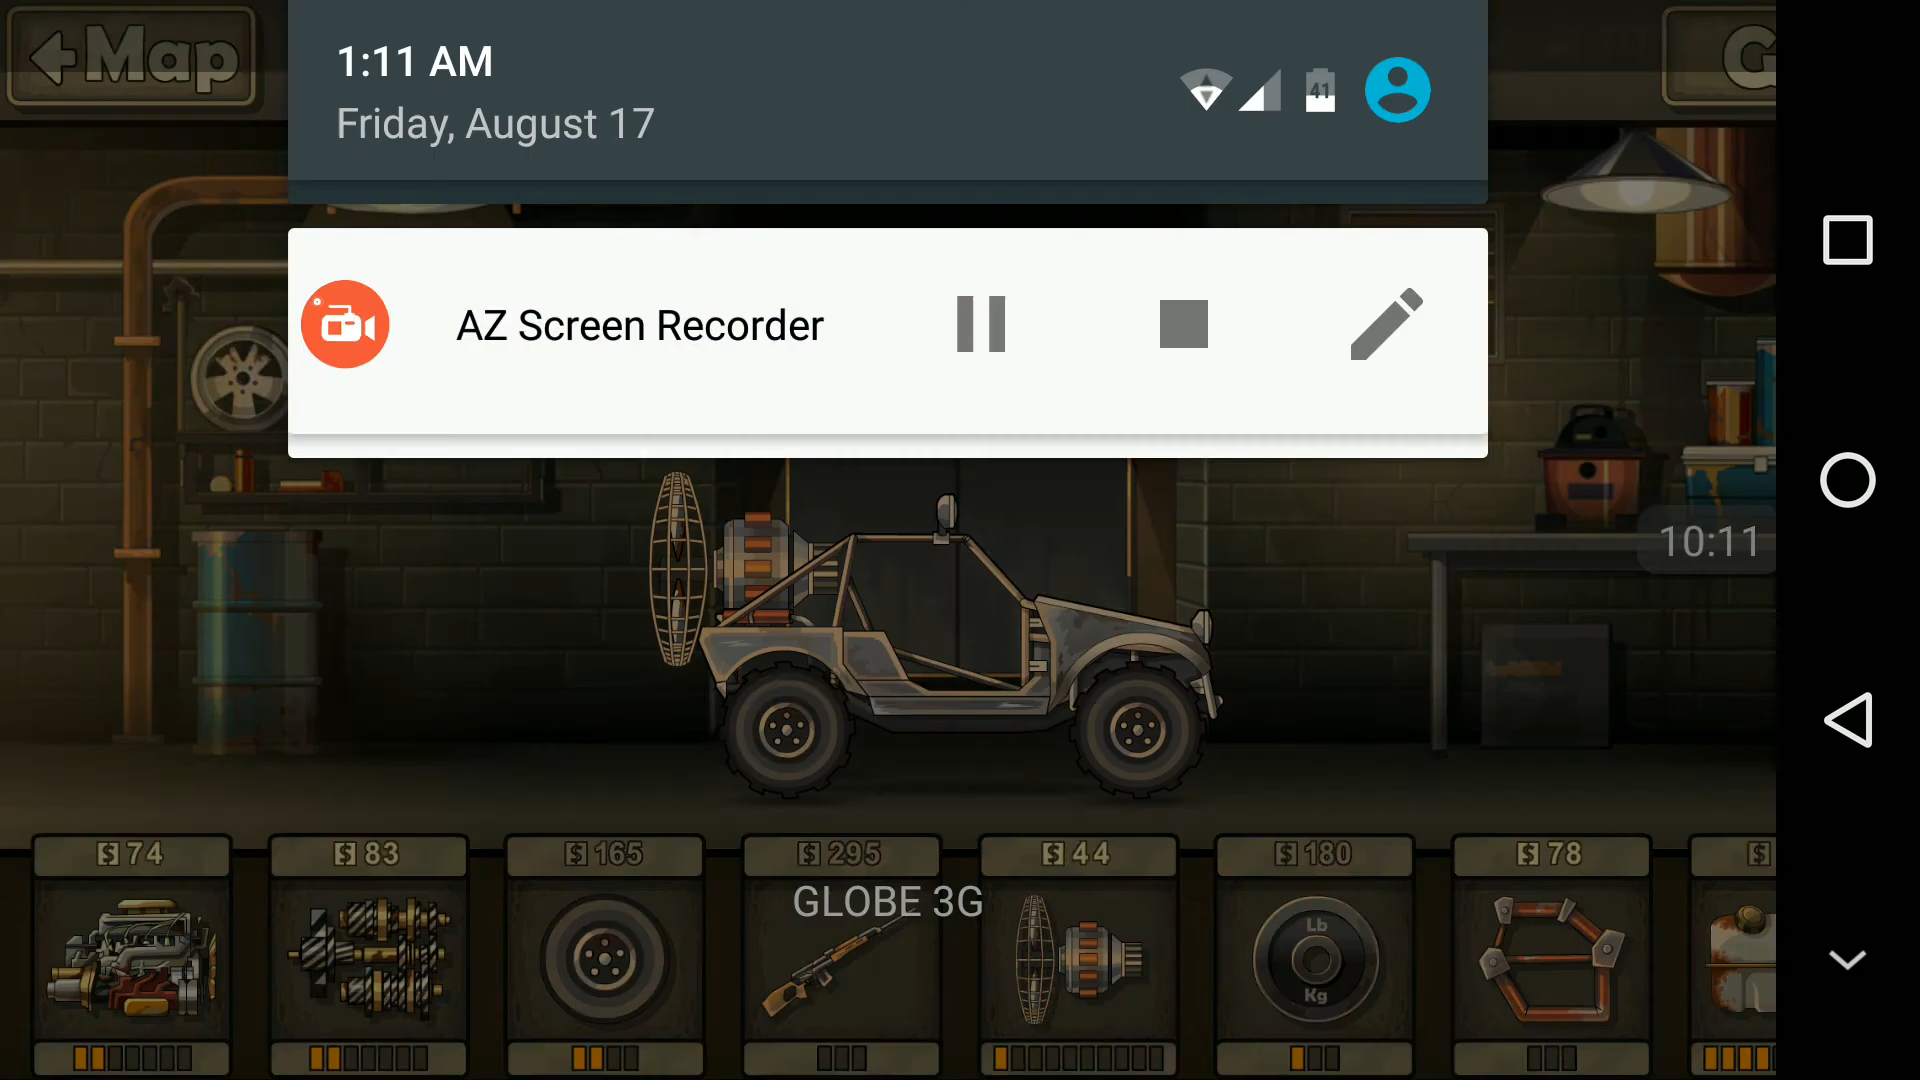 Map
1:11 AM
Friday, August 17
41
G
AZ Screen Recorder
10:11
$ 74
$ 83
$ 165
$ 295
$ 44
$ 180
$ 78
$
GLOBE 3G
Lb
Kg